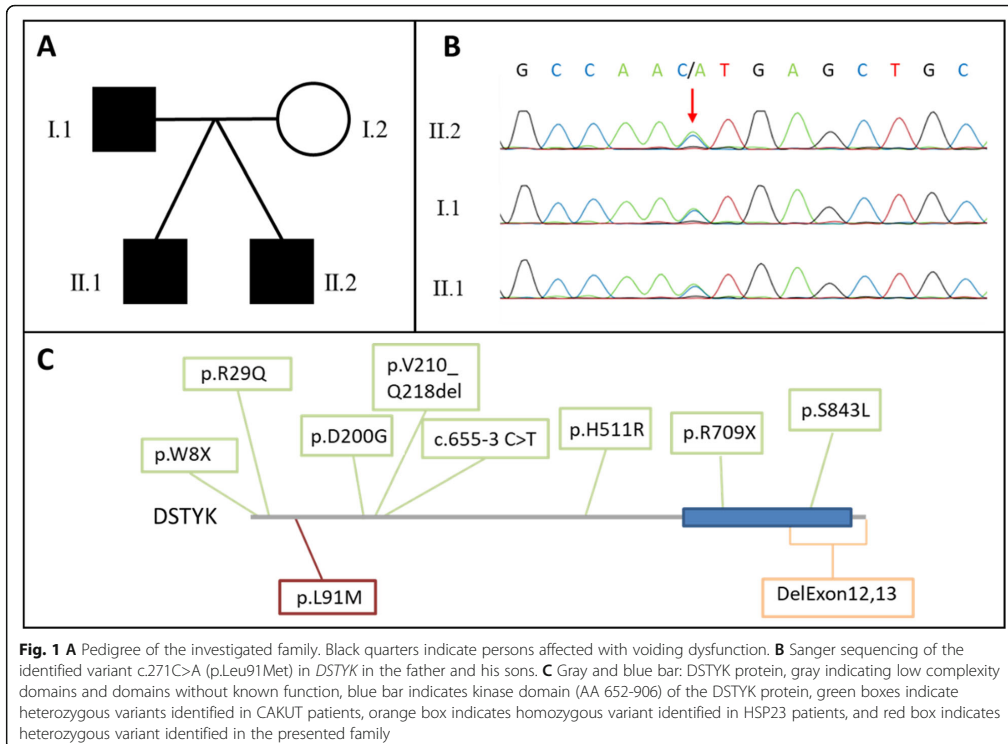 A
I.1
I.2
II.1
II.2
B
G C C A A C/A T G A G C T G C
II.2
I.1
II.1
C
p.R29Q
p.V210_
Q218del
p.S843L
p.W8X
p.D200G
c.655-3 C>T
p.H511R
p.R709X
DSTYK
p.L91M
DelExon12,13
Fig. 1 A Pedigree of the investigated family. Black quarters indicate persons affected with voiding dysfunction. B Sanger sequencing of the
identified variant c.271C>A (p.Leu91Met) in DSTYK in the father and his sons. C Gray and blue bar: DSTYK protein, gray indicating low complexity
domains and domains without known function, blue bar indicates kinase domain (AA 652-906) of the DSTYK protein, green boxes indicate
heterozygous variants identified in CAKUT patients, orange box indicates homozygous variant identified in HSP23 patients, and red box indicates
heterozygous variant identified in the presented family